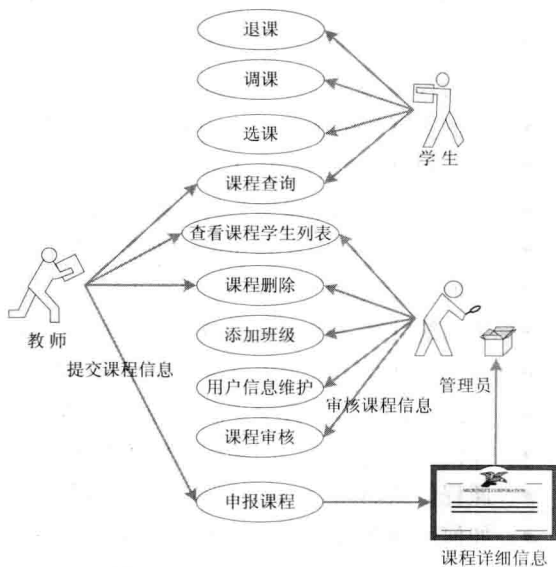 退课
调课
选课
学生
课程查询
查看课程学生列表
课程删除
教师
添加班级
提交课程信息
用户信息维护
管理员
审核课程信息
课程审核
申报课程
课程详细信息